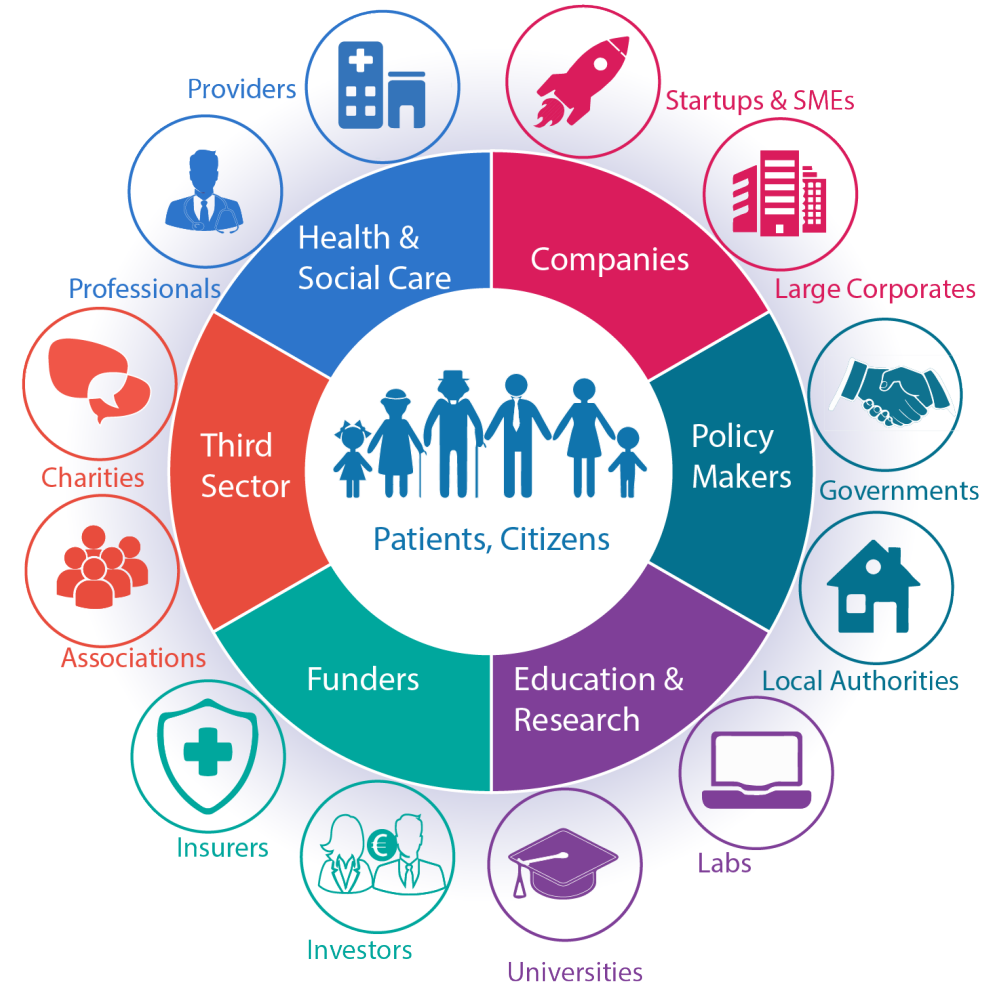 Providers
Startups & SMEs
Health &
Social Care
Companies
Professionals
Large Corporates
Third
Sector
Policy
Makers
Charities
Governments
Patients, Citizens
Associations
Local Authorities
Funders
Education &
Research
Insurers
€
Labs
Investors
Universities